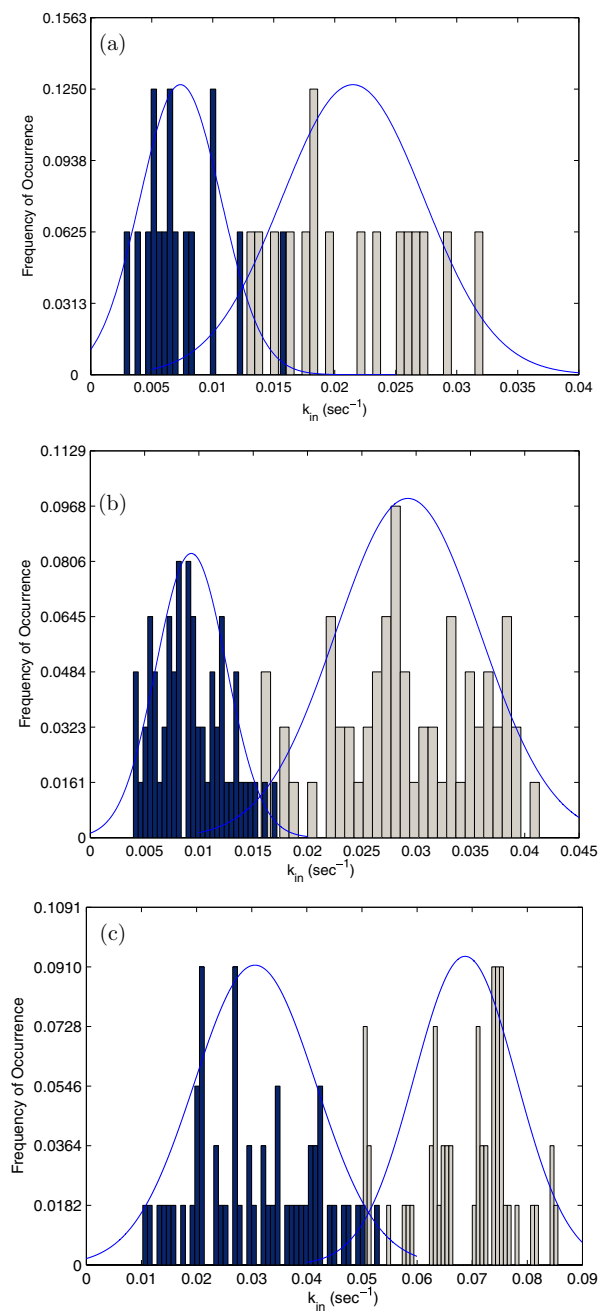 (a)
Frequency of Occurrence
0.1563
0.1250
0.0938
0.0625
0.0313
0
0 0.005 0.01 0.015 0.02 0.025 0.03 0.035 0.04
k_in (sec⁻¹)
(b)
Frequency of Occurrence
0.1129
0.0968
0.0806
0.0645
0.0484
0.0323
0.0161
0
0 0.005 0.01 0.015 0.02 0.025 0.03 0.035 0.04 0.045
k_in (sec⁻¹)
(c)
Frequency of Occurrence
0.1091
0.0910
0.0728
0.0546
0.0364
0.0182
0
0 0.01 0.02 0.03 0.04 0.05 0.06 0.07 0.08 0.09
k_in (sec⁻¹)